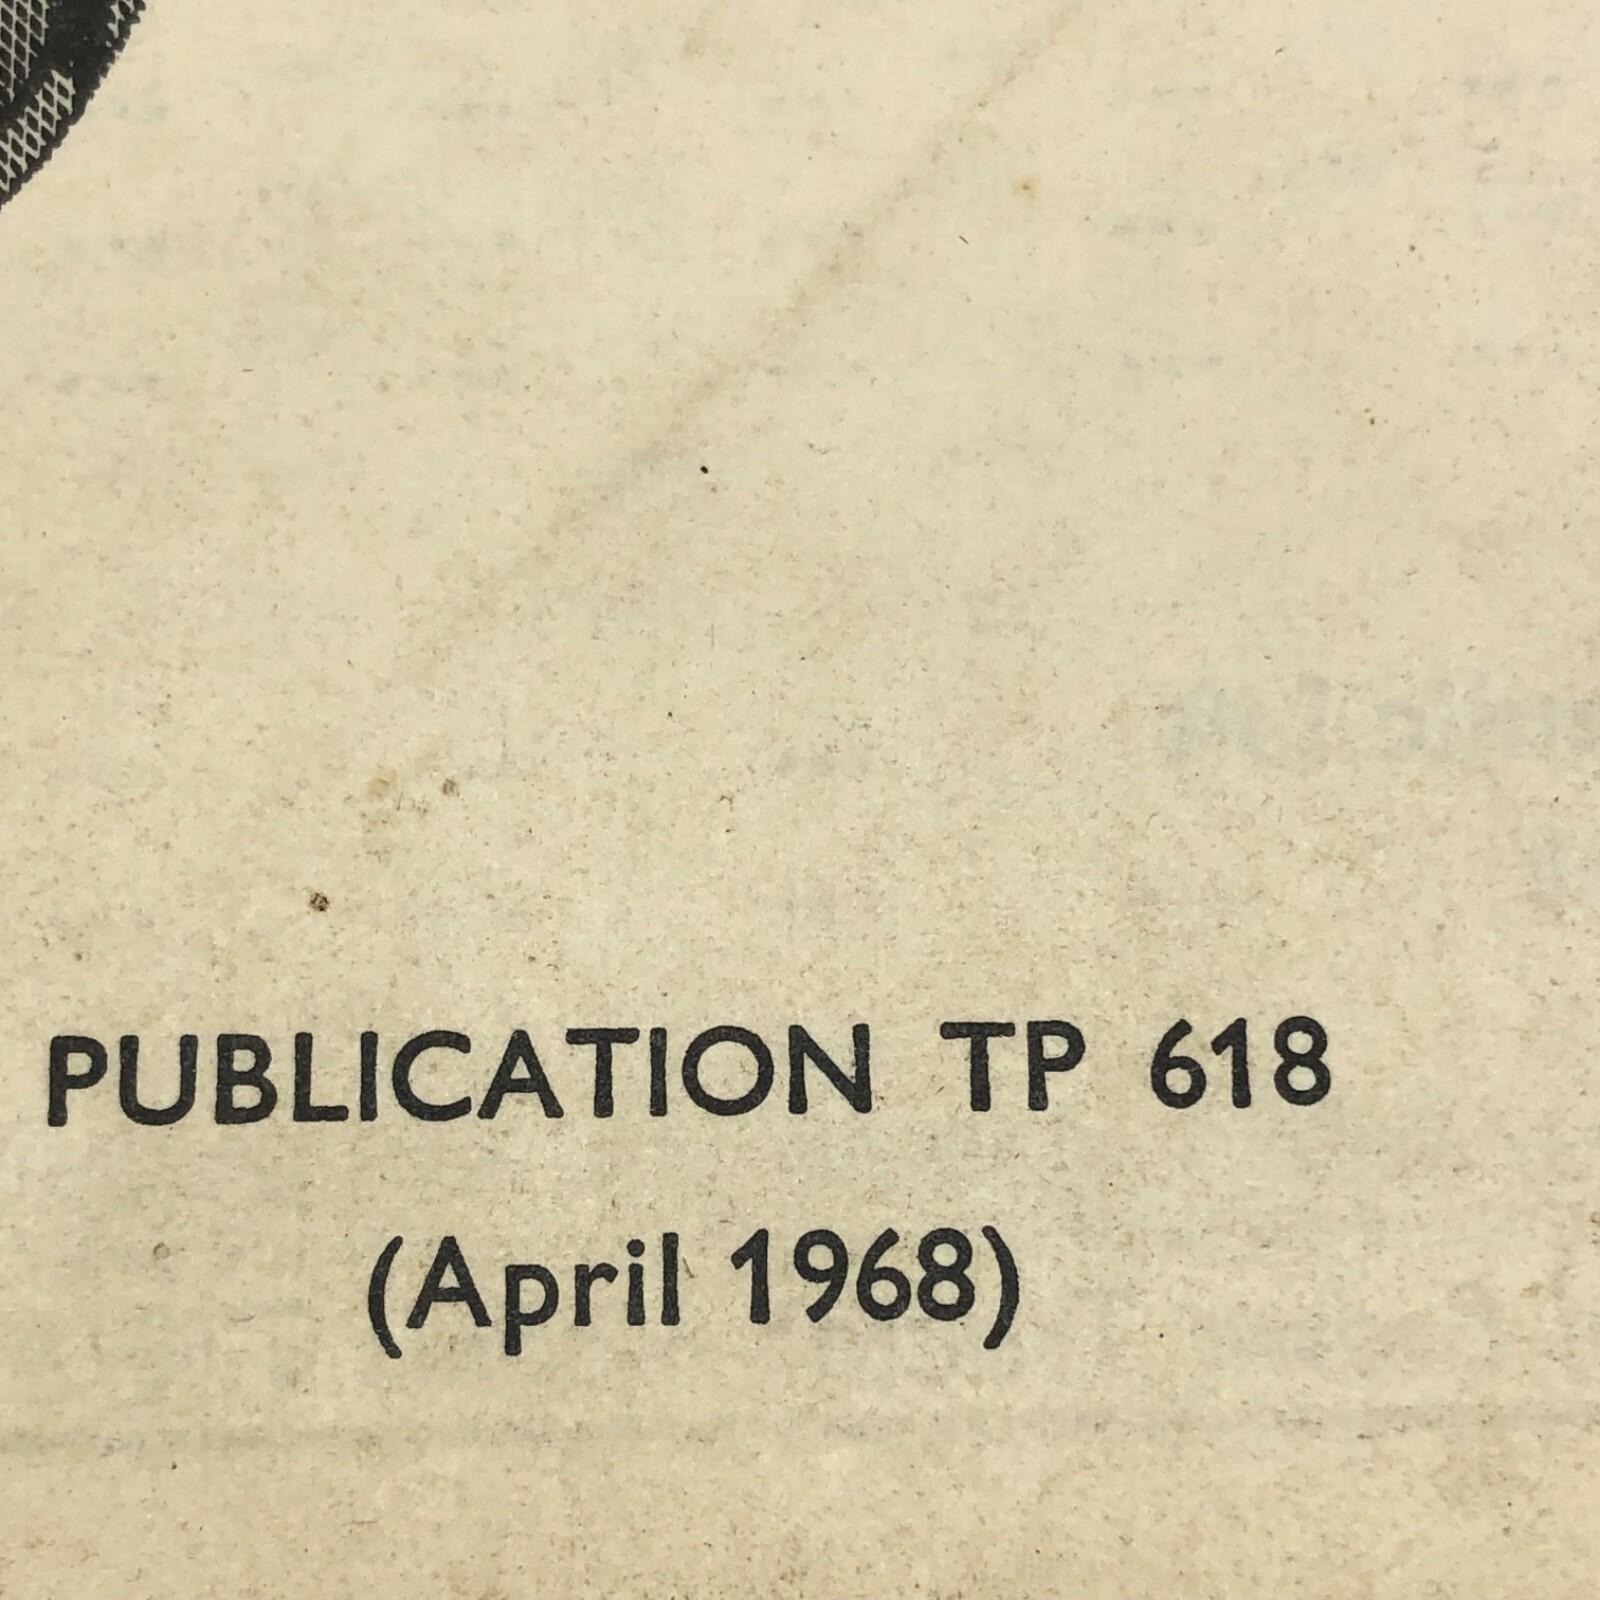 PUBLICATION TP 618
(April 1968)